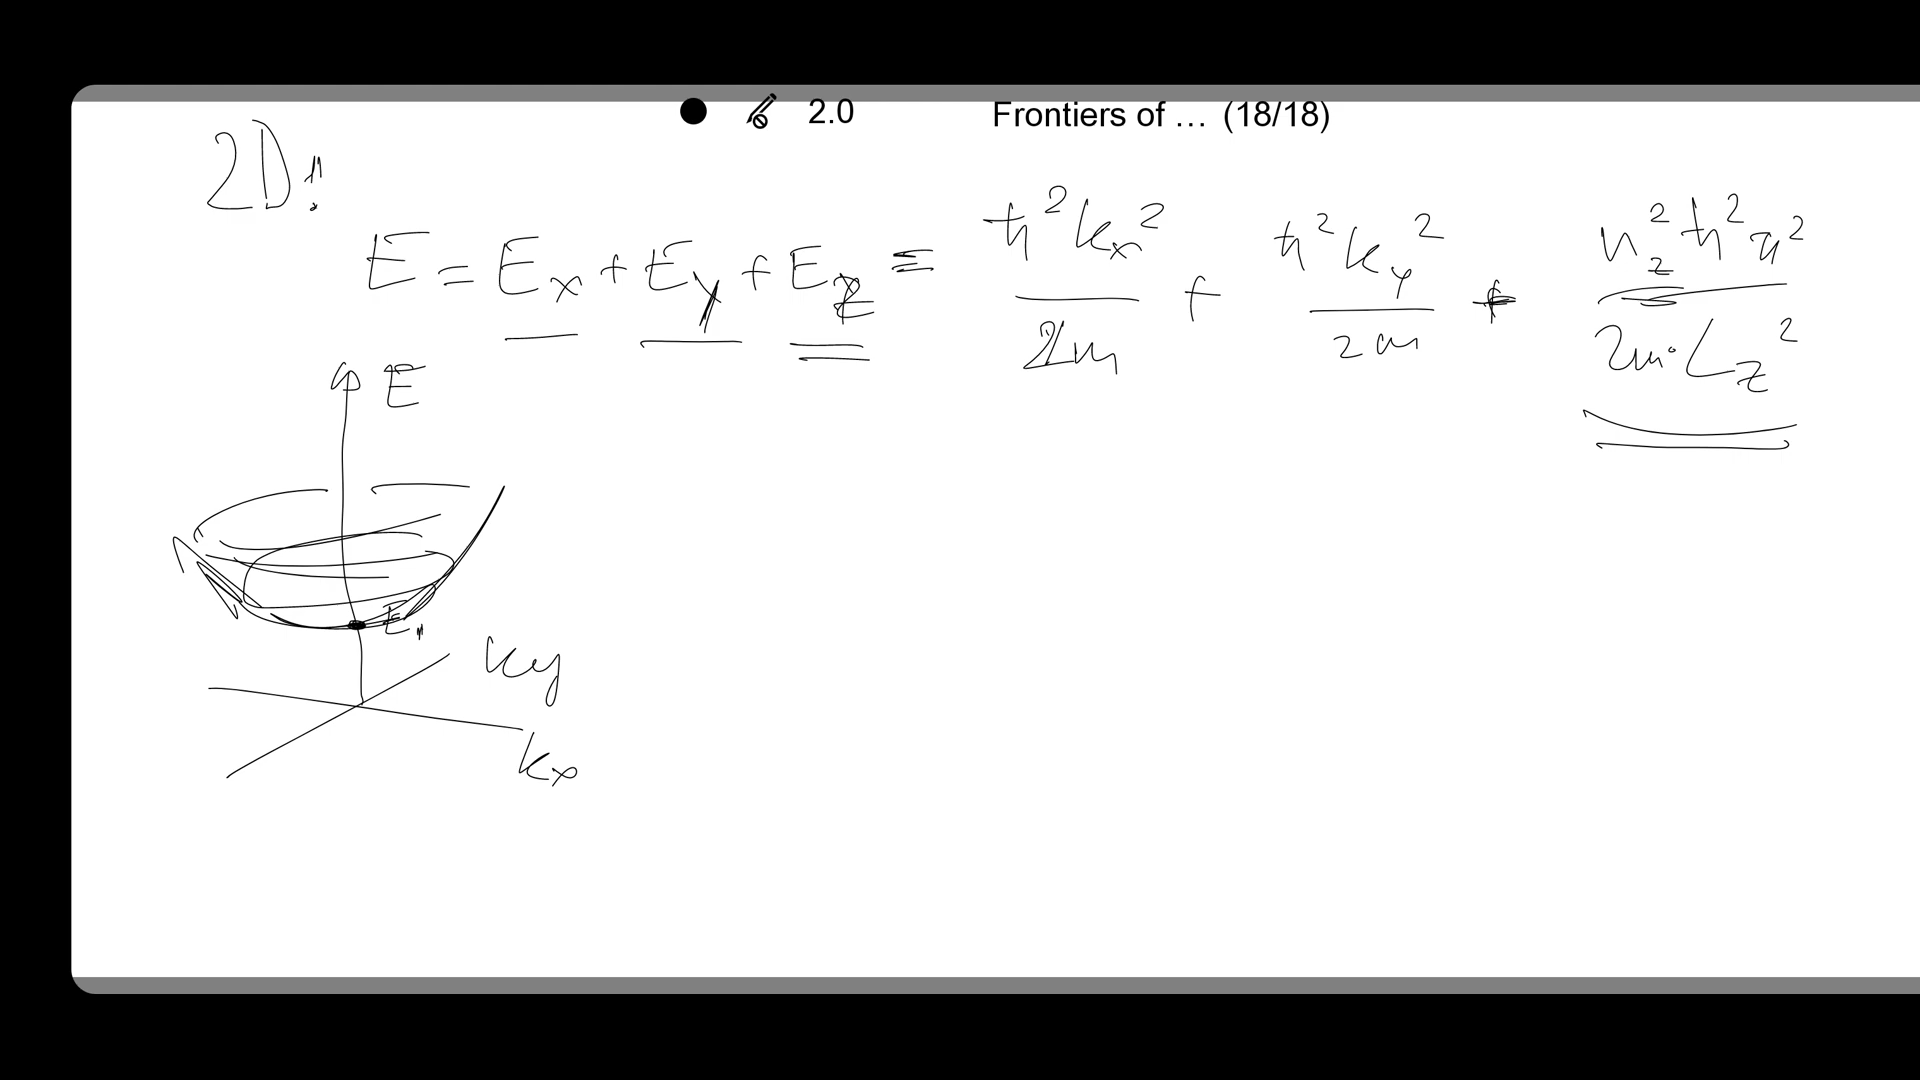 2.0 Frontiers of … (18/18)
2D:
E = Ex + Ey + Ez = ħ²kx²/2m + ħ²ky²/2m + nz²ħ²π²/2m·Lz²
E
E₁
ky
kx